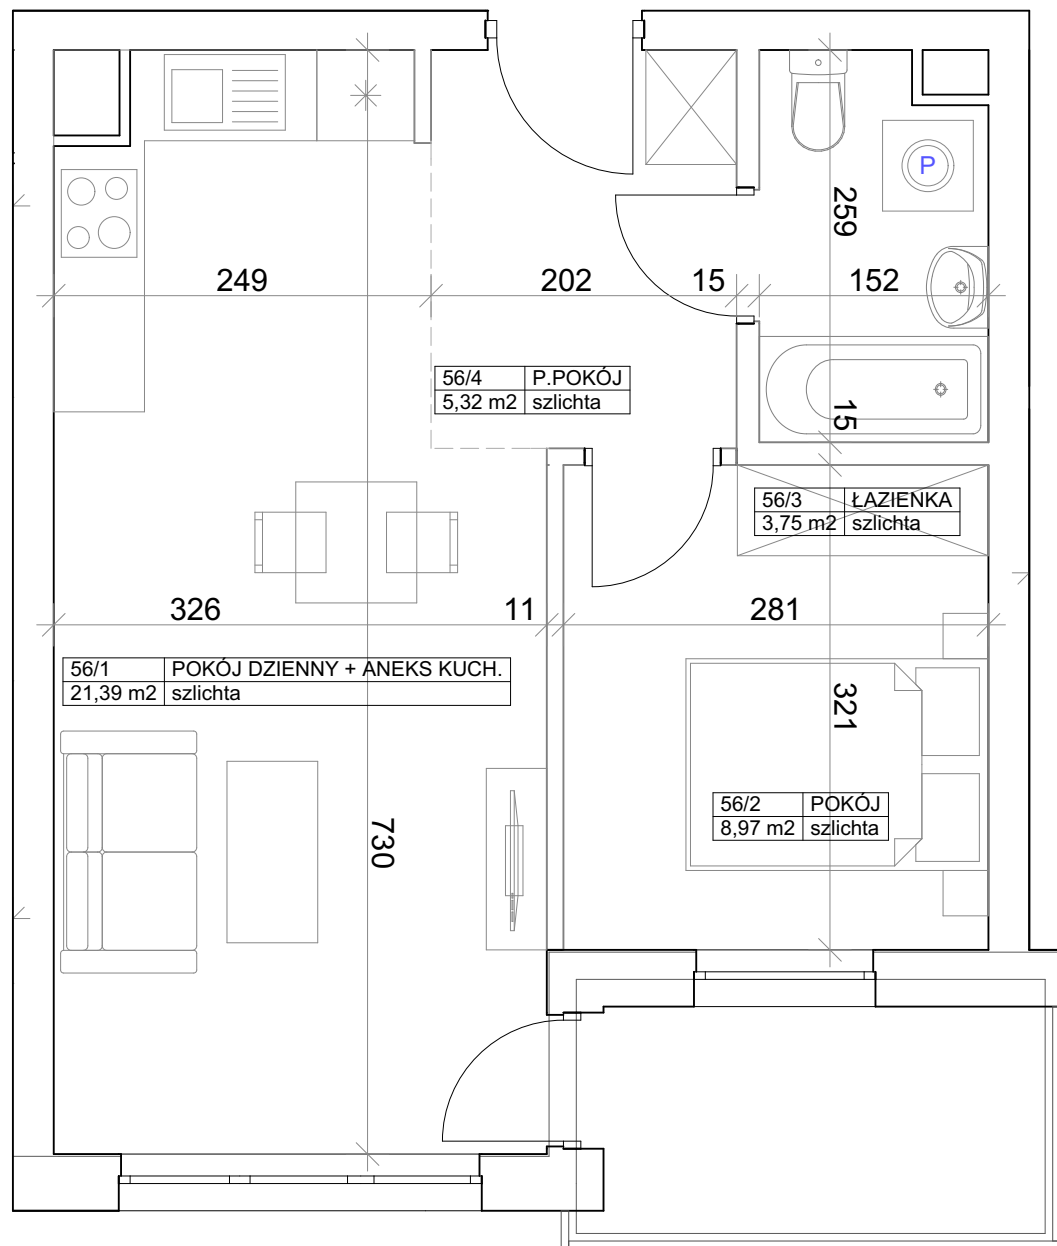 P
259
249
202
15
152
56/4 P.POKÓJ
5,32 m2 szlichta
15
56/3 ŁAZIENKA
3,75 m2 szlichta
326
11
281
56/1 POKÓJ DZIENNY + ANEKS KUCH.
21,39 m2 szlichta
321
56/2 POKÓJ
8,97 m2 szlichta
730